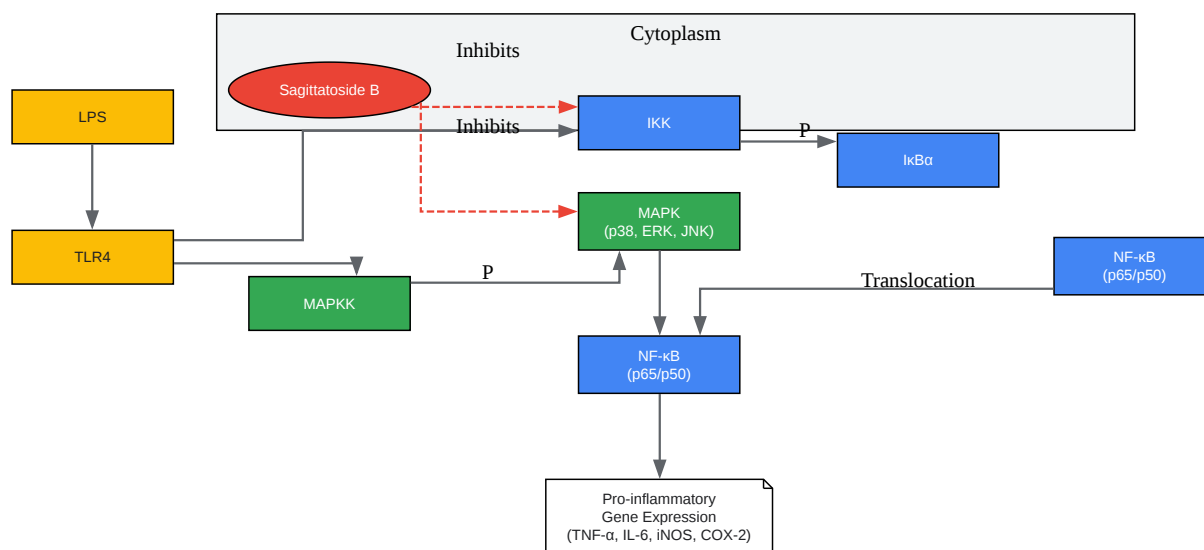 Cytoplasm
Inhibits
Sagittatoside B
LPS
IKK
Inhibits
P
IκBα
MAPK
(p38, ERK, JNK)
TLR4
NF-κB
(p65/p50)
P
Translocation
MAPKK
NF-κB
(p65/p50)
Pro-inflammatory
Gene Expression
(TNF-α, IL-6, iNOS, COX-2)